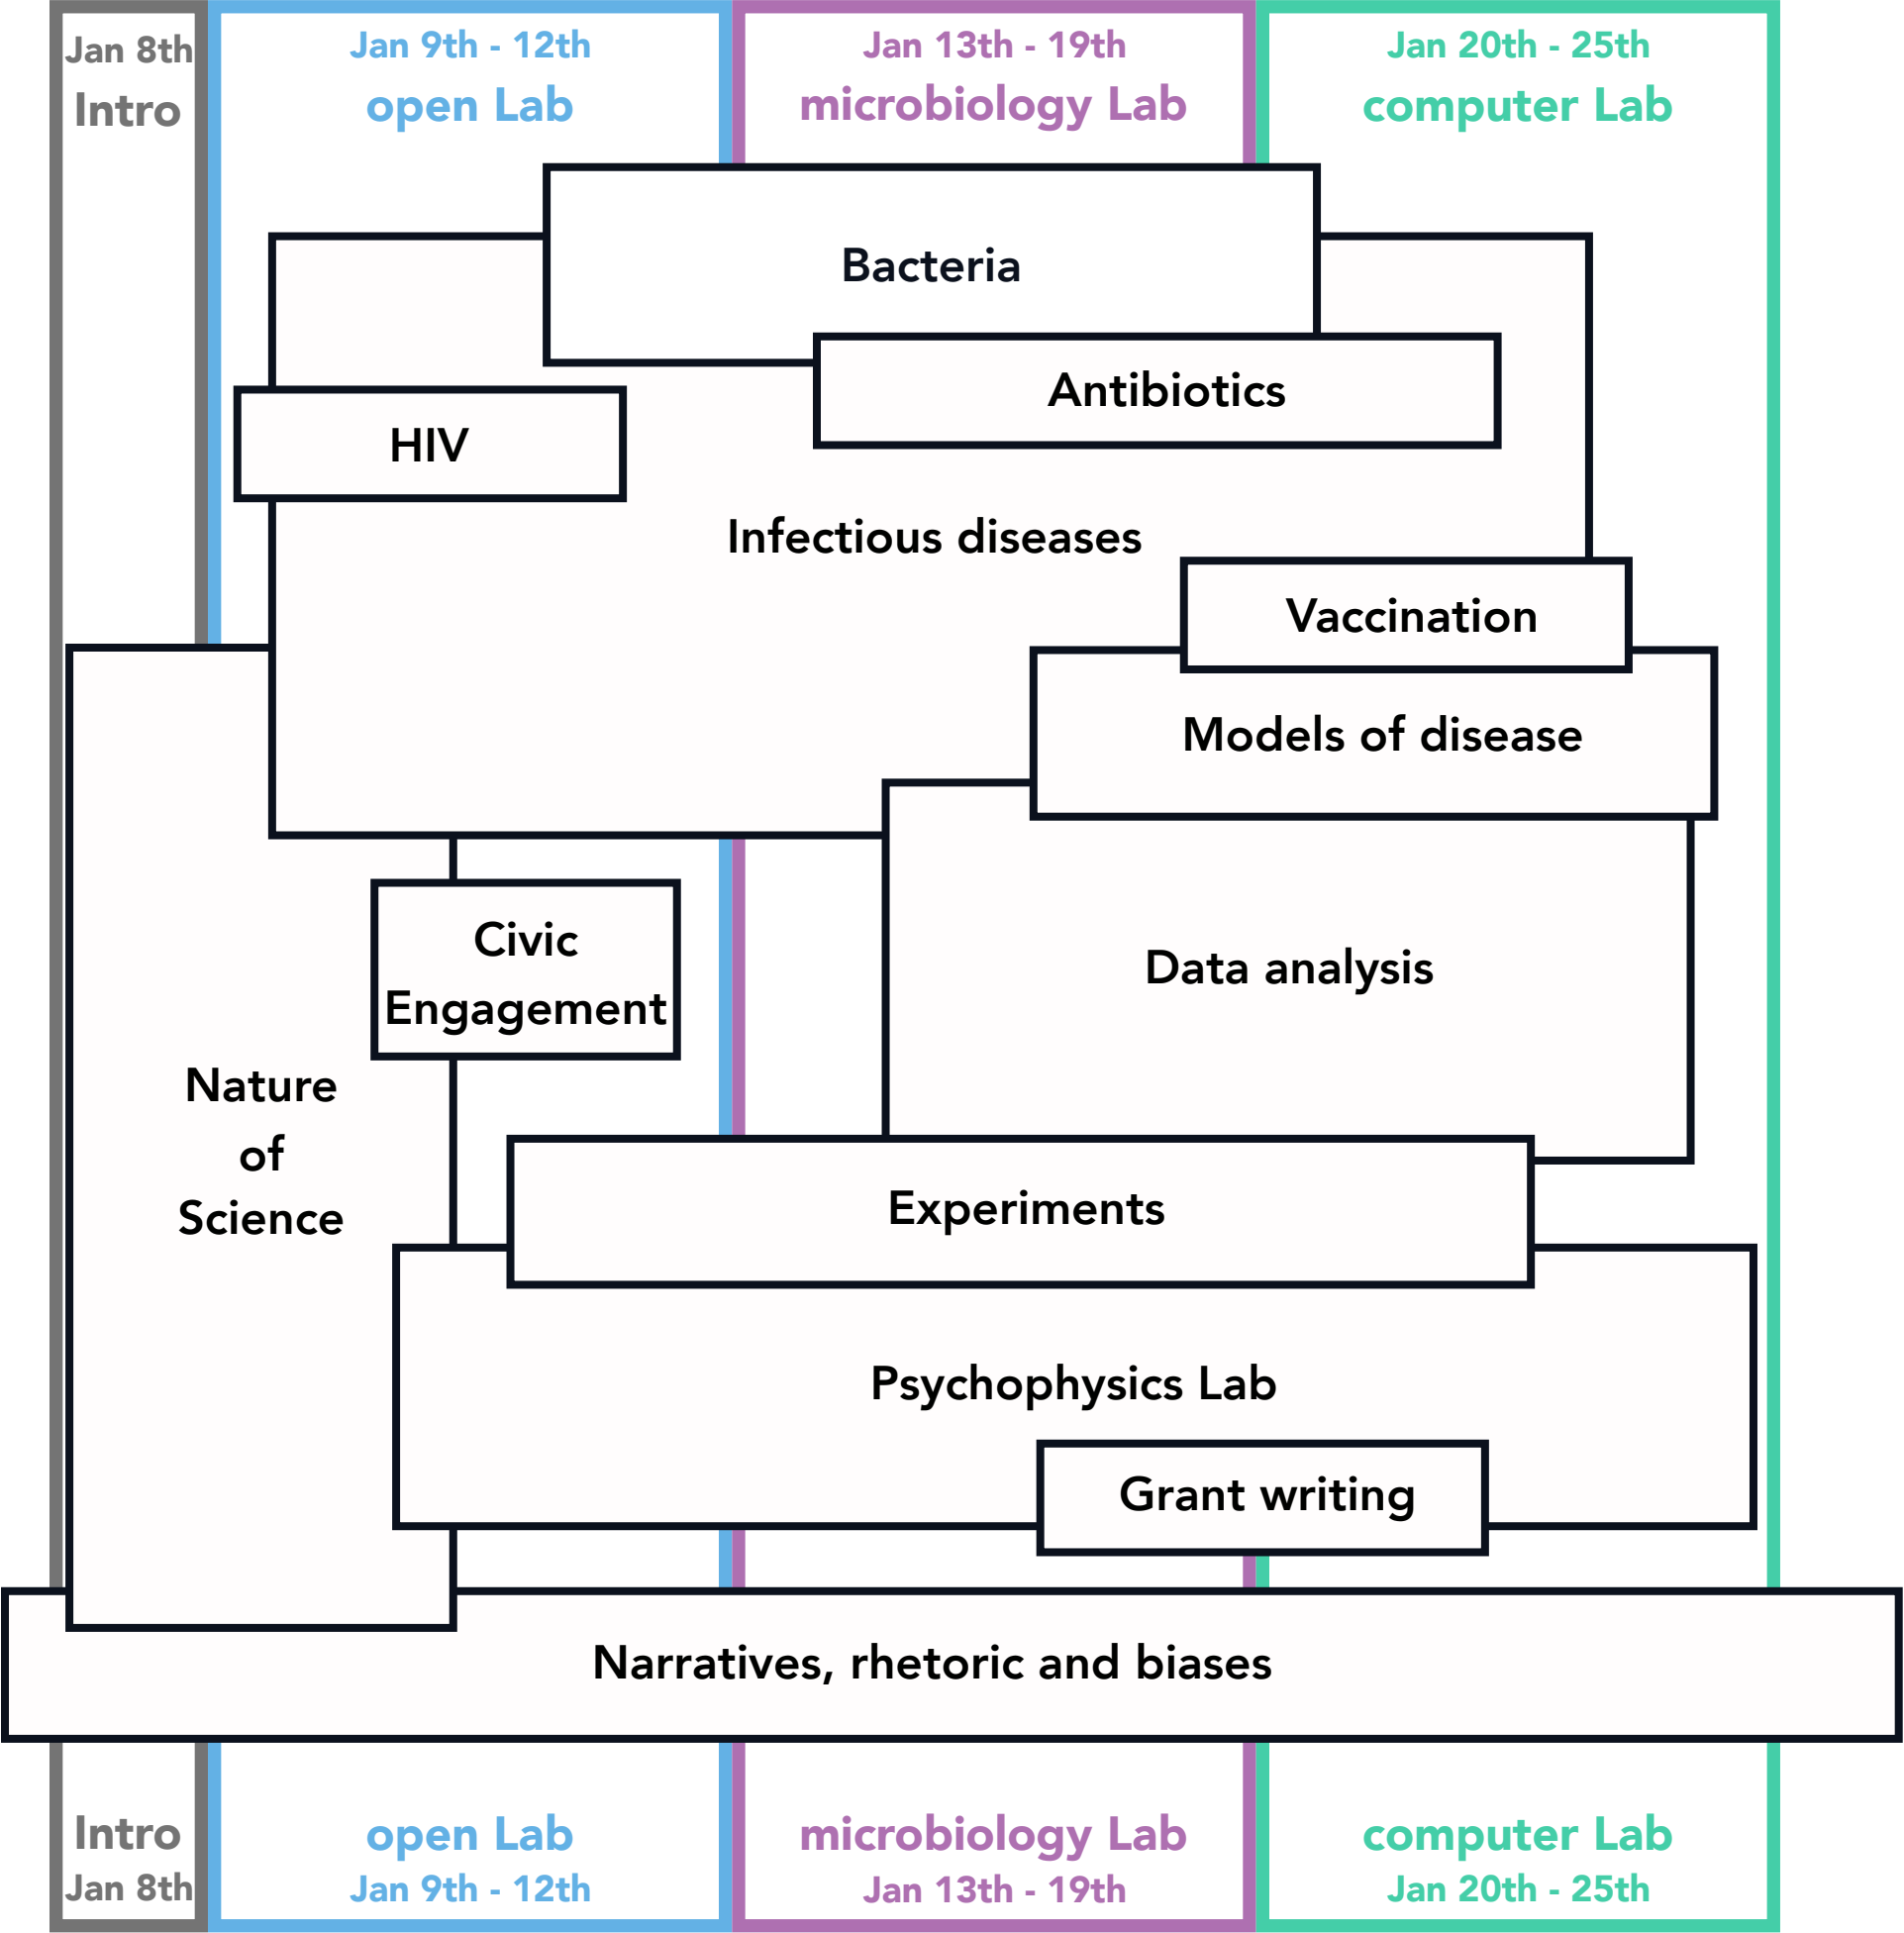 Jan 8th
Intro
Jan 9th - 12th
open Lab
Jan 13th - 19th
microbiology Lab
Jan 20th - 25th
computer Lab
Bacteria
Antibiotics
HIV
Infectious diseases
Vaccination
Models of disease
Civic
Engagement
Data analysis
Nature
of
Science
Experiments
Psychophysics Lab
Grant writing
Narratives, rhetoric and biases
Intro
Jan 8th
open Lab
Jan 9th - 12th
microbiology Lab
Jan 13th - 19th
computer Lab
Jan 20th - 25th